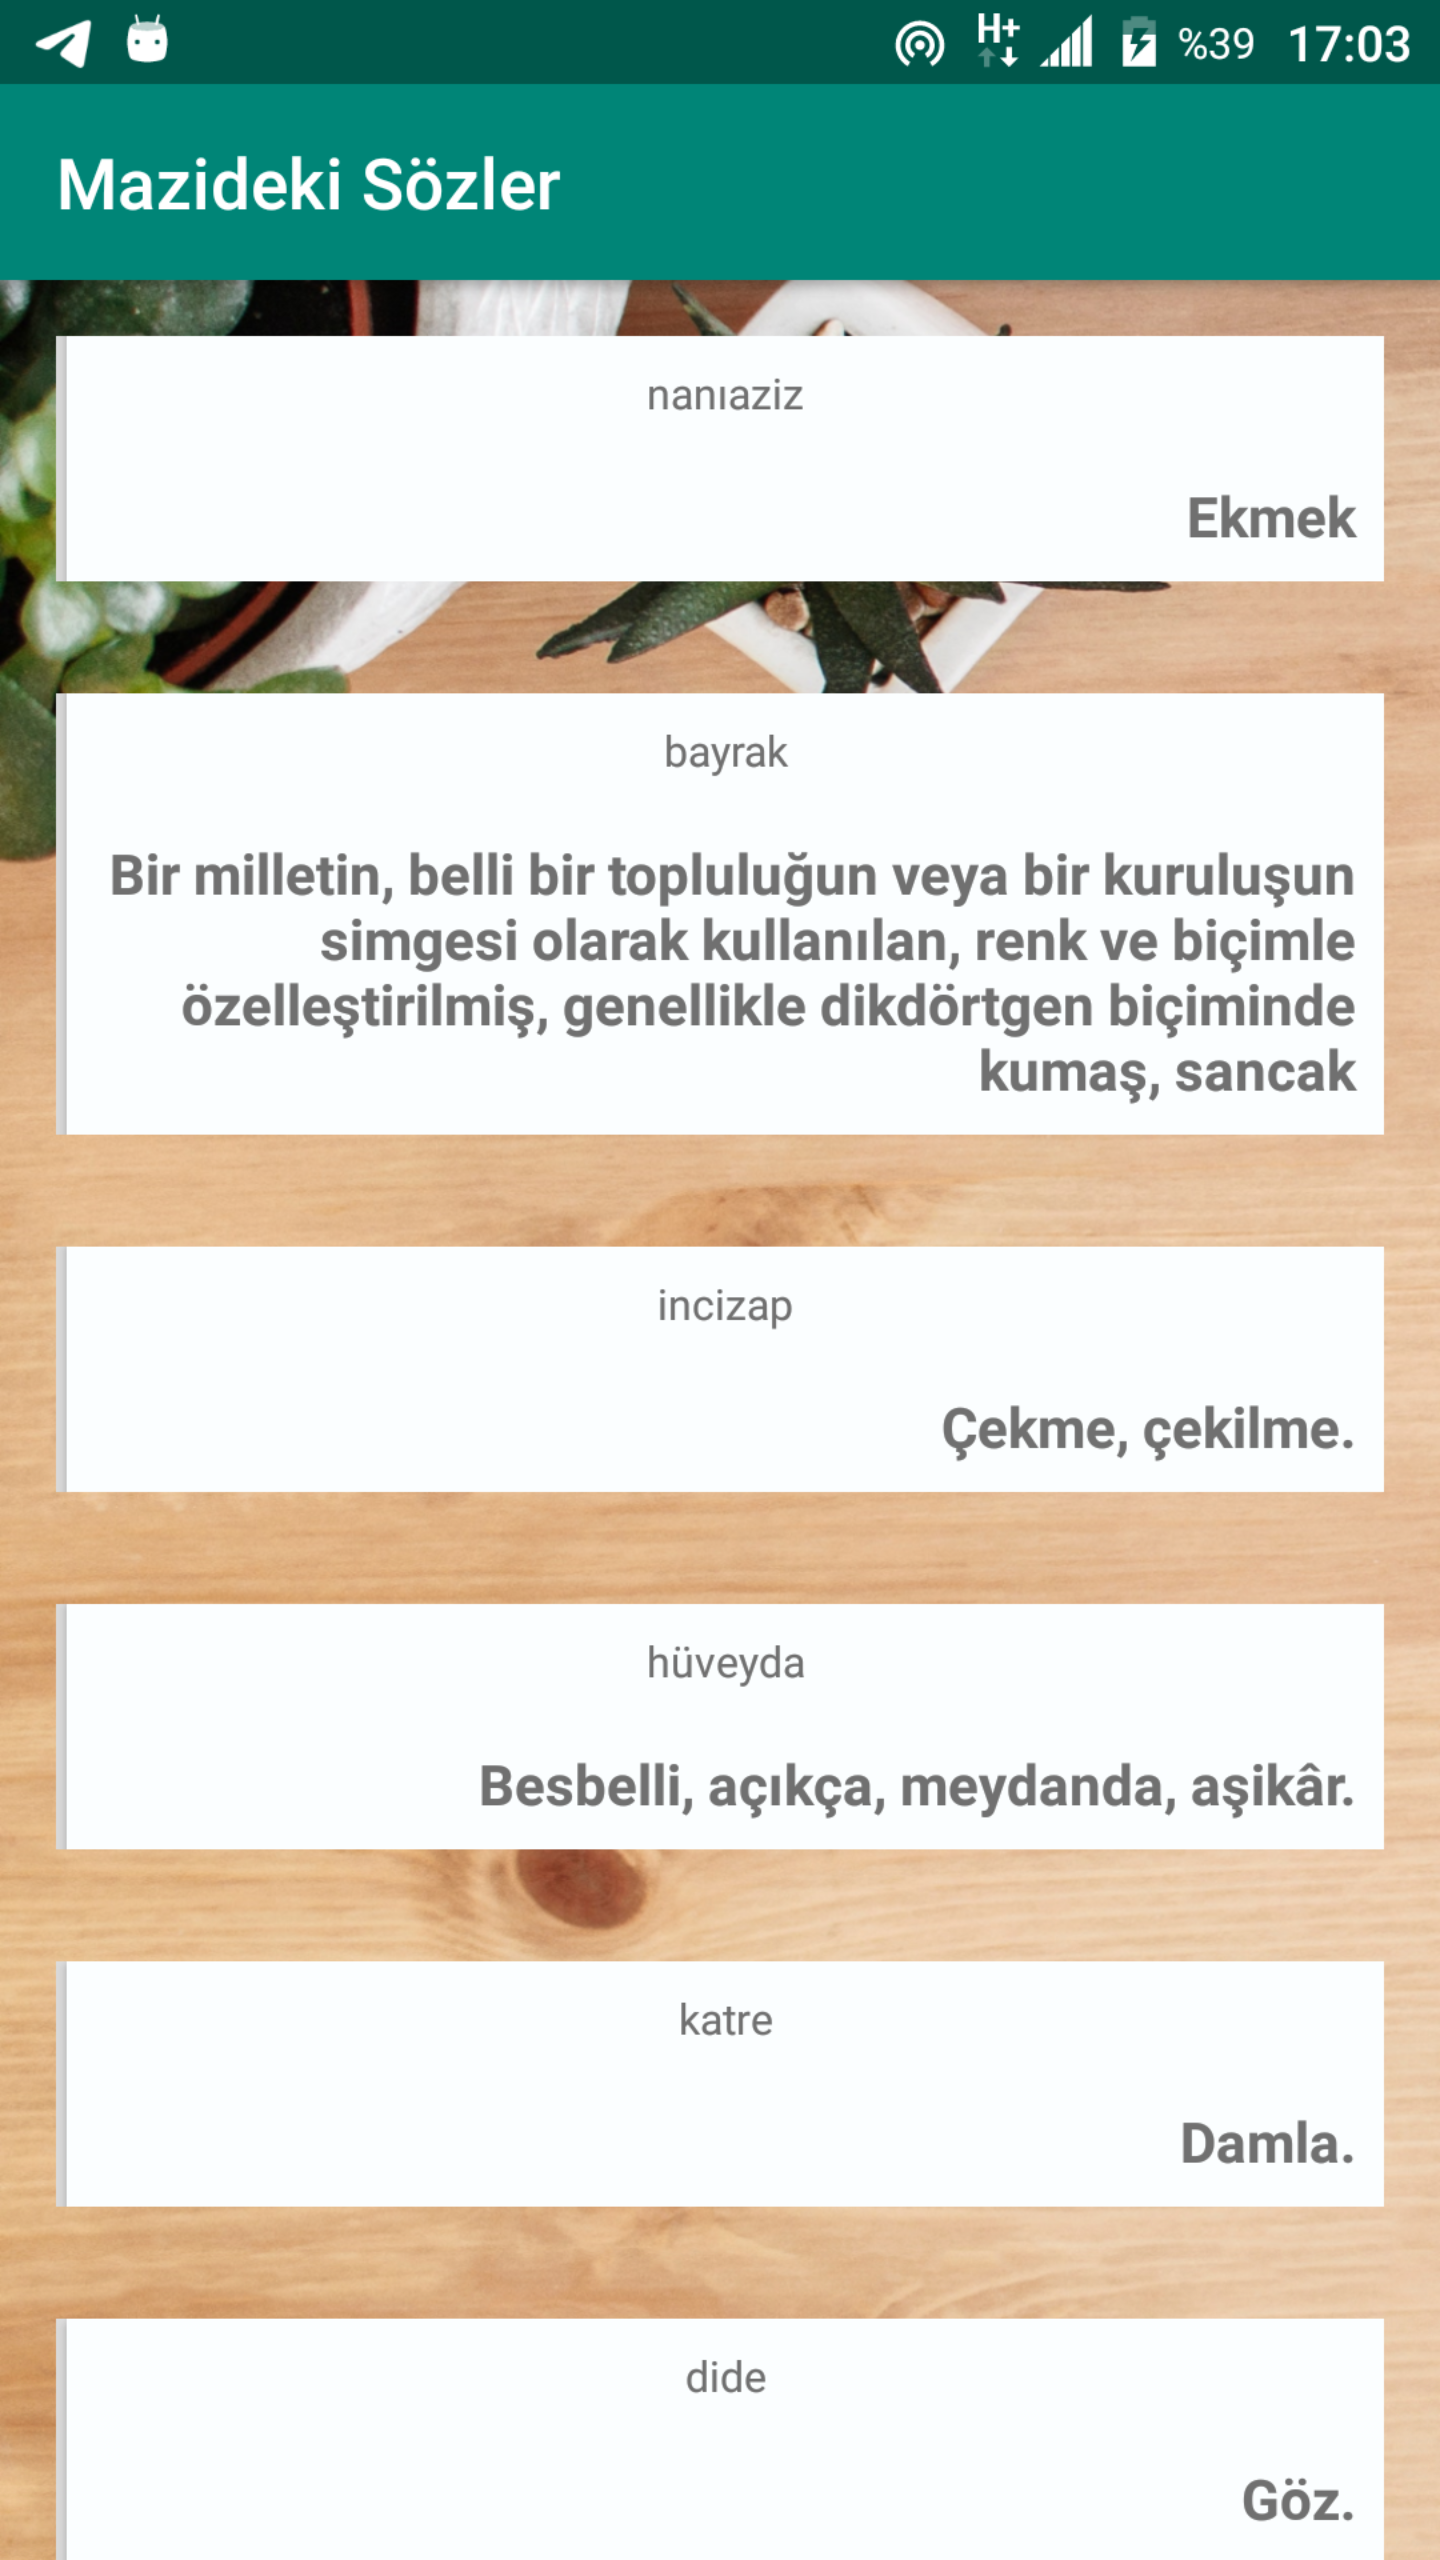 H+ %39 17:03
Mazideki Sözler
nanıaziz
Ekmek
bayrak
Bir milletin, belli bir topluluğun veya bir kuruluşun
simgesi olarak kullanılan, renk ve biçimle
özelleştirilmiş, genellikle dikdörtgen biçiminde
kumaş, sancak
incizap
Çekme, çekilme.
hüveyda
Besbelli, açıkça, meydanda, aşikâr.
katre
Damla.
dide
Göz.